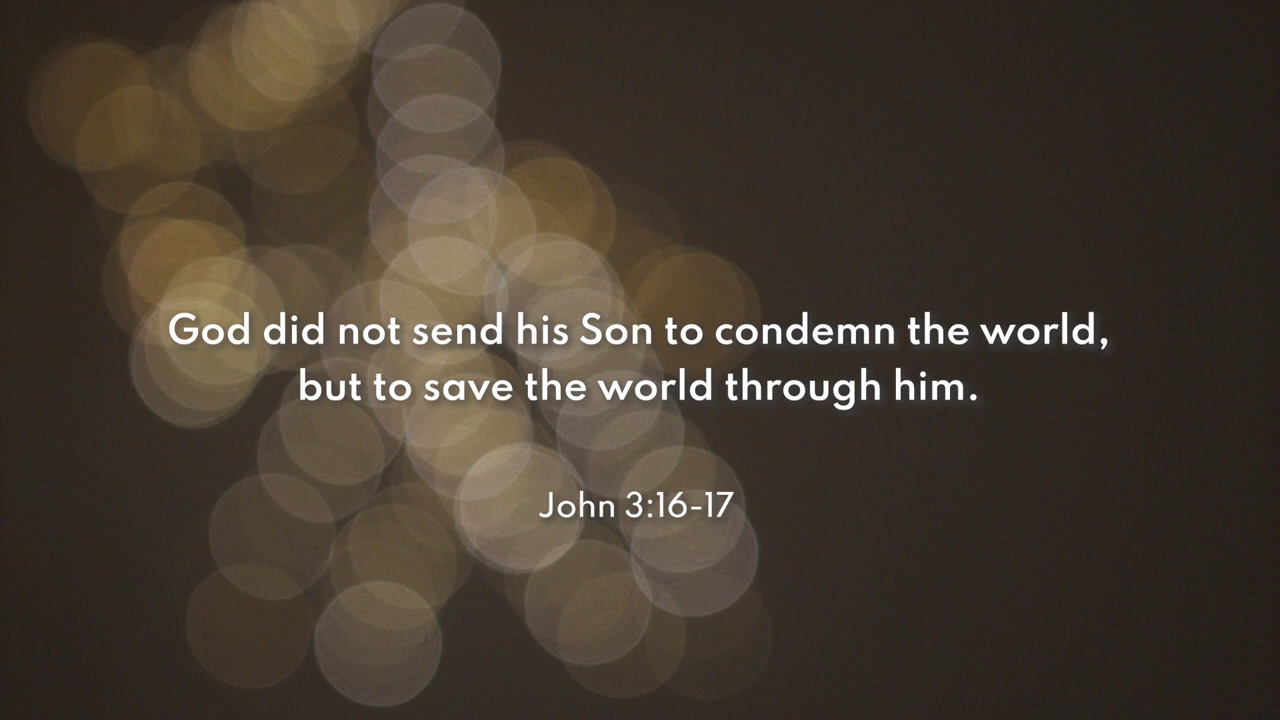 God did not send his Son to condemn the world,
but to save the world through him.
John 3:16-17